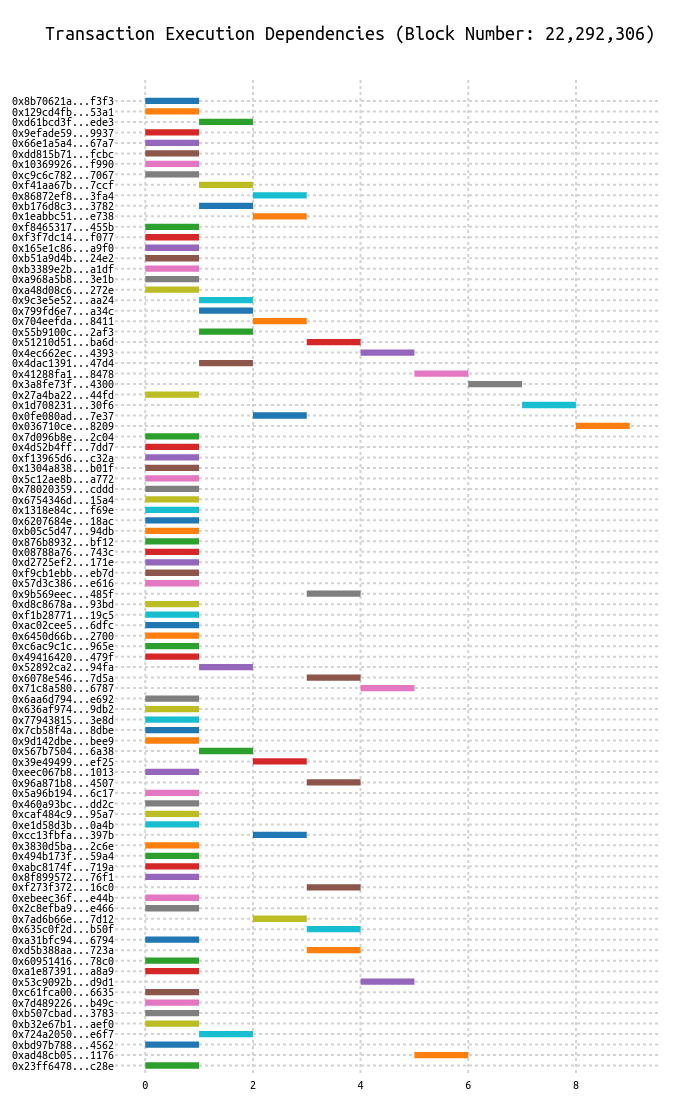 Transaction Execution Dependencies (Block Number: 22,292,306)
0x8b70621a...f3f3
0x129cd4fb...53a1
0xd61bcd3f...ede3
0x9efade59...9937
0x66e1a5a4...67a7
0xdd815b71...fcbc
0x10369926...f990
0xc9c6c782...7067
0xf41aa67b...7ccf
0x86872ef8...3fa4
0xb176d8c3...3782
0x1eabbc51...e738
0xf8465317...455b
0xf3f7dc14...f077
0x165e1c86...a9f0
0xb51a9d4b...24e2
0xb3389e2b...a1df
0xa968a5b8...3e1b
0xa48d08c6...272e
0x9c3e5e52...aa24
0x799fd6e7...a34c
0x704eefda...8411
0x55b9100c...2af3
0x51210d51...ba6d
0x4ec662ec...4393
0x4dac1391...47d4
0x41288fa1...8478
0x3a8fe73f...4300
0x27a4ba22...44fd
0x1d708231...30f6
0x0fe080ad...7e37
0x036710ce...8209
0x7d096b8e...2c04
0x4d52b4ff...7dd7
0xf13965d6...c32a
0x1304a838...b01f
0x5c12ae8b...a772
0x78020359...cddd
0x6754346d...15a4
0x1318e84c...f69e
0x6207684e...18ac
0xb05c5d47...94db
0x876b8932...bf12
0x08788a76...743c
0xd2725ef2...171e
0xf9cb1ebb...eb7d
0x57d3c386...e616
0x9b569eec...485f
0xd8c8678a...93bd
0xf1b28771...19c5
0xac02cee5...6dfc
0x6450d66b...2700
0xc6ac9c1c...965e
0x49416420...479f
0x52892ca2...94fa
0x6078e546...7d5a
0x71c8a580...6787
0x6aa6d794...e692
0x636af974...9db2
0x77943815...3e8d
0x7cb58f4a...8dbe
0x9d142dbe...bee9
0x567b7504...6a38
0x39e49499...ef25
0xeec067b8...1013
0x96a871b8...4507
0x5a96b194...6c17
0x460a93bc...dd2c
0xcaf484c9...95a7
0xe1d58d3b...0a4b
0xcc13fbfa...397b
0x3830d5ba...2c6e
0x494b173f...59a4
0xabc8174f...719a
0x8f899572...76f1
0xf273f372...16c0
0xebeec36f...e44b
0x2c8efba9...e466
0x7ad6b66e...7d12
0x635c0f2d...b50f
0xa31bfc94...6794
0xd5b388aa...723a
0x60951416...78c0
0xa1e87391...a8a9
0x53c9092b...d9d1
0xc61fca00...6635
0x7d489226...b49c
0xb507cbad...3783
0xb32e67b1...aef0
0x724a2050...e6f7
0xbd97b788...4562
0xad48cb05...1176
0x23ff6478...c28e
0 2 4 6 8